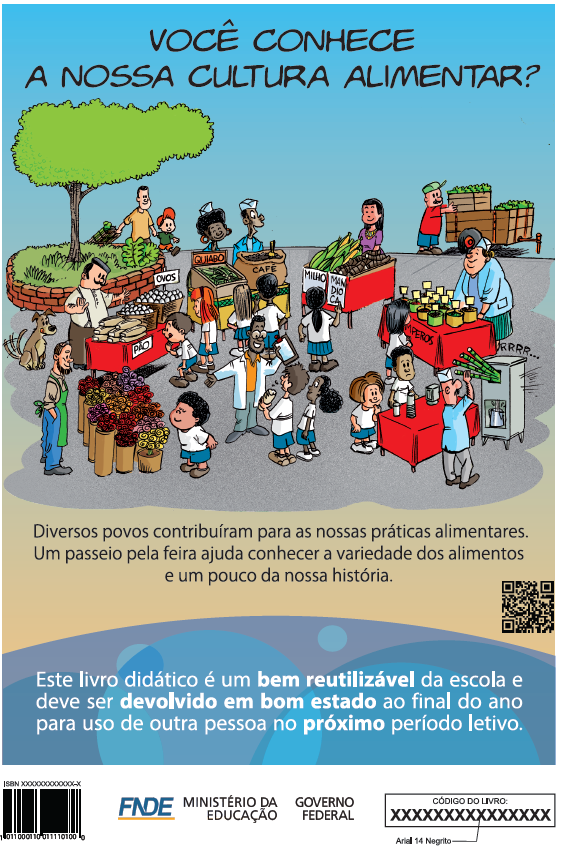 VOCÊ CONHECE
A NOSSA CULTURA ALIMENTAR?
QUIABO
CAFÉ
OVOS
MILHO
MAN
DIO
CA
PÃO
RRRR...
Diversos povos contribuíram para as nossas práticas alimentares.
Um passeio pela feira ajuda conhecer a variedade dos alimentos
e um pouco da nossa história.
Este livro didático é um bem reutilizável da escola e
deve ser devolvido em bom estado ao final do ano
para uso de outra pessoa no próximo período letivo.
ISBN XXXXXXXXXXXX-X
FNDE MINISTÉRIO DA EDUCAÇÃO GOVERNO FEDERAL
CÓDIGO DO LIVRO:
XXXXXXXXXXXXXXX
Arial 14 Negrito